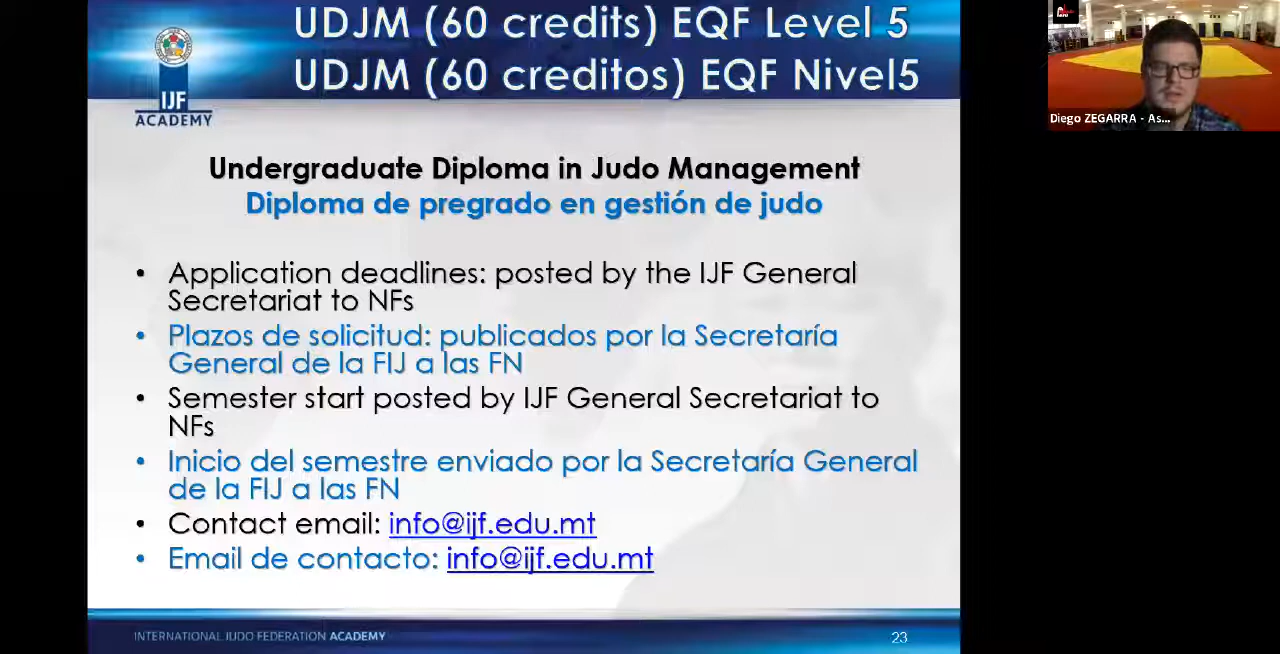 UDJM (60 credits) EQF Level 5
UDJM (60 creditos) EQF Nivel5
IJF
ACADEMY
Diego ZEGARRA - As...
Undergraduate Diploma in Judo Management
Diploma de pregrado en gestión de judo
• Application deadlines: posted by the IJF General
Secretariat to NFs
• Plazos de solicitud: publicados por la Secretaría
General de la FIJ a las FN
• Semester start posted by IJF General Secretariat to
NFs
• Inicio del semestre enviado por la Secretaría General
de la FIJ a las FN
• Contact email: info@ijf.edu.mt
• Email de contacto: info@ijf.edu.mt
INTERNATIONAL JUDO FEDERATION ACADEMY
23